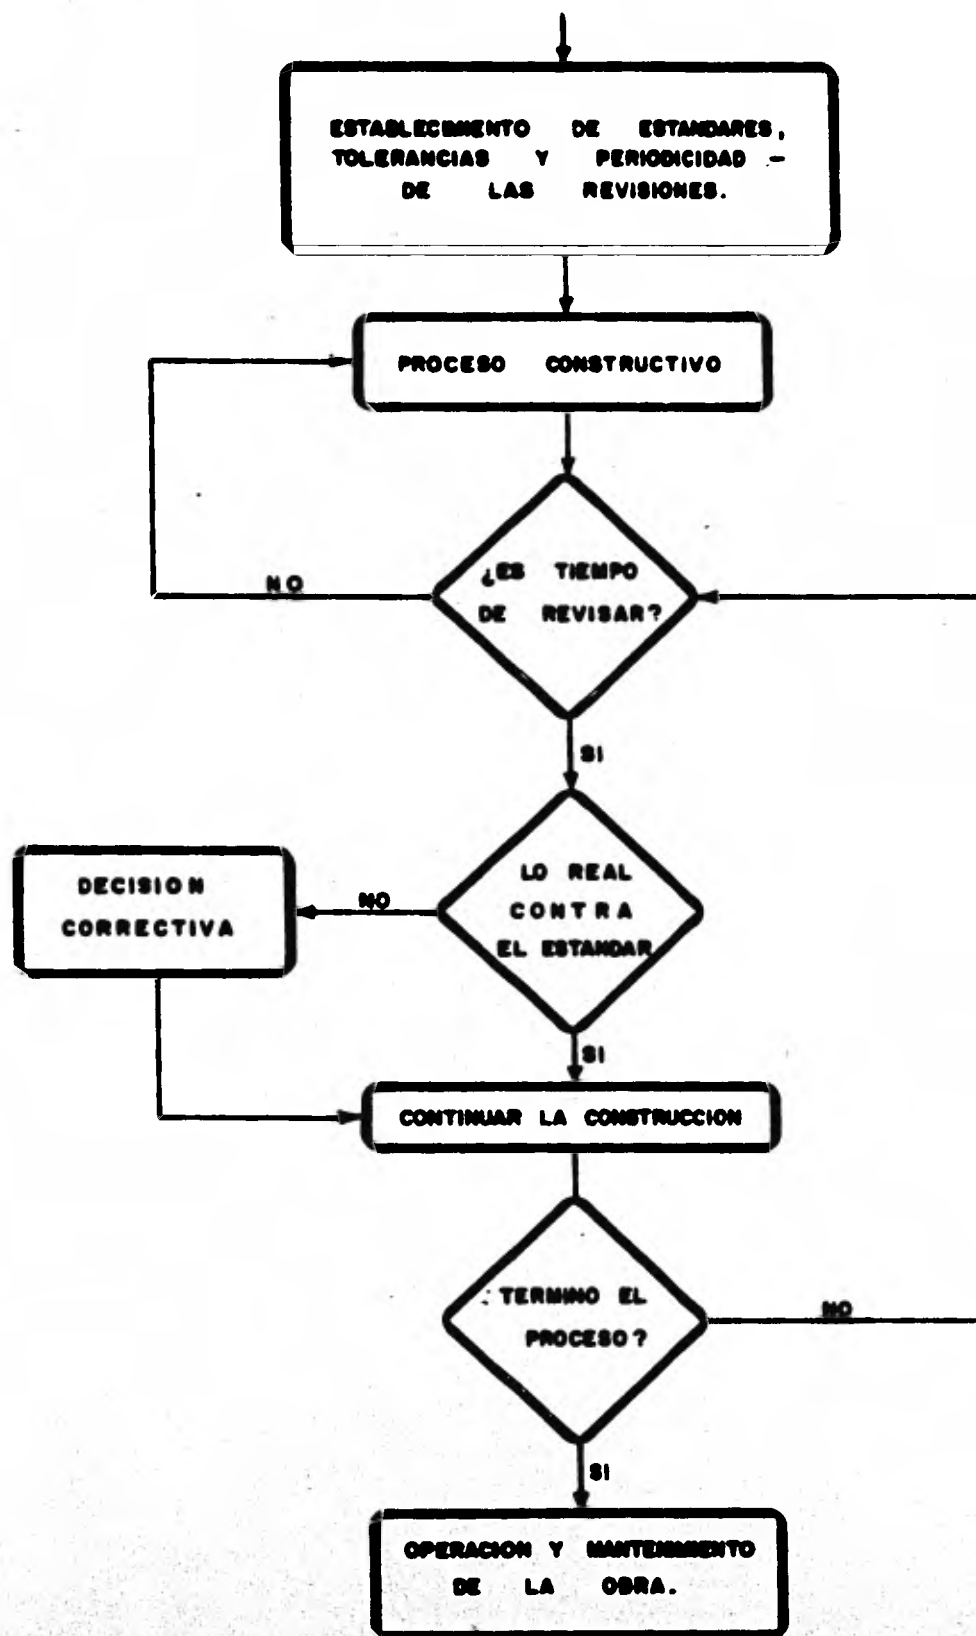 ESTABLECIMIENTO DE ESTANDARES,
TOLERANCIAS Y PERIODICIDAD -
DE LAS REVISIONES.
PROCESO CONSTRUCTIVO
¿ES TIEMPO
DE REVISAR?
NO
SI
LO REAL
CONTRA
EL ESTANDAR
NO
DECISION
CORRECTIVA
SI
CONTINUAR LA CONSTRUCCION
TERMINO EL
PROCESO?
NO
SI
OPERACION Y MANTENIMIENTO
DE LA OBRA.